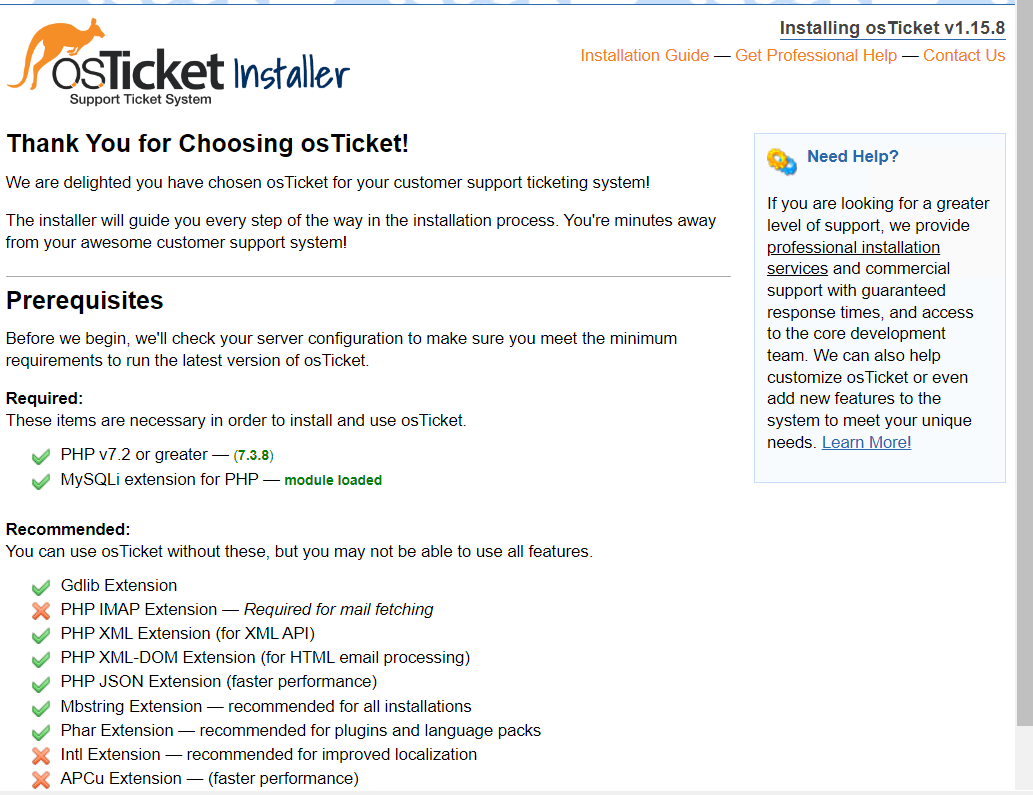 osTicket Installer
Support Ticket System
Installing osTicket v1.15.8
Installation Guide — Get Professional Help — Contact Us
Thank You for Choosing osTicket!
We are delighted you have chosen osTicket for your customer support ticketing system!
The installer will guide you every step of the way in the installation process. You're minutes away
from your awesome customer support system!
Prerequisites
Before we begin, we'll check your server configuration to make sure you meet the minimum
requirements to run the latest version of osTicket.
Required:
These items are necessary in order to install and use osTicket.
PHP v7.2 or greater — (7.3.8)
MySQLi extension for PHP — module loaded
Recommended:
You can use osTicket without these, but you may not be able to use all features.
Gdlib Extension
PHP IMAP Extension — Required for mail fetching
PHP XML Extension (for XML API)
PHP XML-DOM Extension (for HTML email processing)
PHP JSON Extension (faster performance)
Mbstring Extension — recommended for all installations
Phar Extension — recommended for plugins and language packs
Intl Extension — recommended for improved localization
APCu Extension — (faster performance)
Need Help?
If you are looking for a greater
level of support, we provide
professional installation
services and commercial
support with guaranteed
response times, and access
to the core development
team. We can also help
customize osTicket or even
add new features to the
system to meet your unique
needs. Learn More!